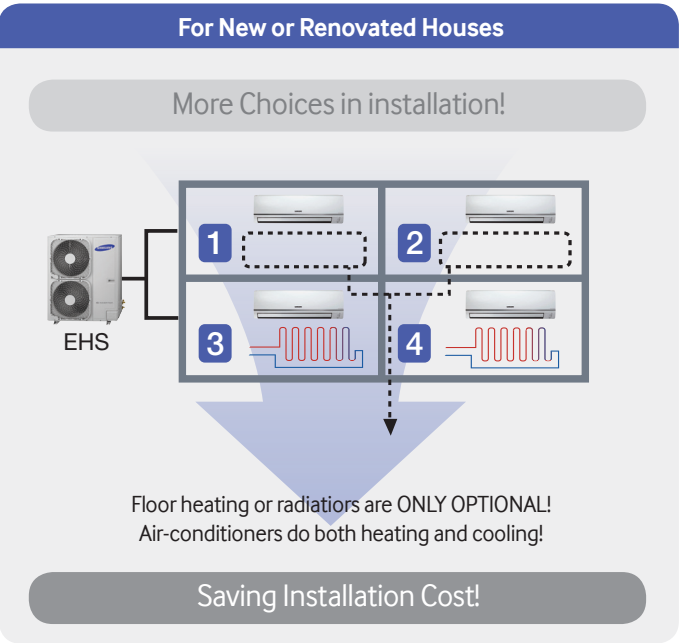 For New or Renovated Houses
More Choices in installation!
1
2
SAMSUNG
EHS
3
4
Floor heating or radiatiors are ONLY OPTIONAL!
Air-conditioners do both heating and cooling!
Saving Installation Cost!